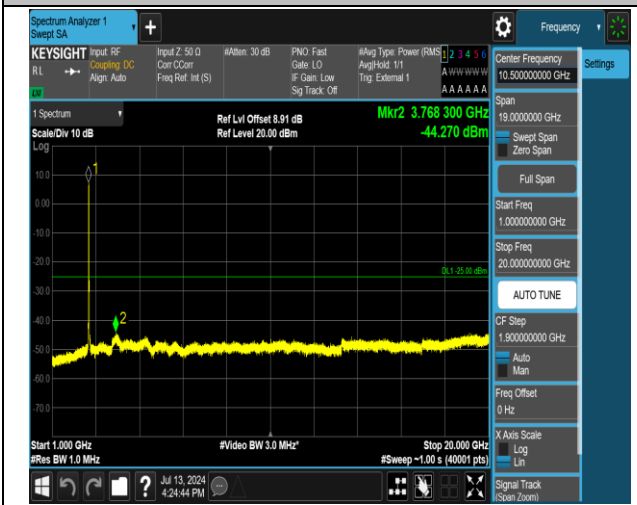 Spectrum Analyzer 1
Swept SA
+
Frequency
KEYSIGHT
RL
LXI
Input: RF
Coupling: DC
Align: Auto
Input Z: 50 Ω
Corr CCorr
Freq Ref: Int (S)
#Atten: 30 dB
PNO: Fast
Gate: LO
IF Gain: Low
Sig Track: Off
#Avg Type: Power (RMS
Avg|Hold: 1/1
Trig: External 1
1 2 3 4 5 6
A W W W W W
A A A A A A
1 Spectrum
Scale/Div 10 dB
Log
Ref Lvl Offset 8.91 dB
Ref Level 20.00 dBm
Mkr2 3.768 300 GHz
-44.270 dBm
1
10.0
0.00
-10.0
-20.0
DL1 -25.00 dBm
-30.0
2
-40.0
-50.0
-60.0
-70.0
Start 1.000 GHz
#Res BW 1.0 MHz
#Video BW 3.0 MHz*
Stop 20.000 GHz
#Sweep ~1.00 s (40001 pts)
?
Jul 13, 2024
4:24:44 PM
Center Frequency
10.500000000 GHz
Settings
Span
19.0000000 GHz
Swept Span
Zero Span
Full Span
Start Freq
1.000000000 GHz
Stop Freq
20.000000000 GHz
AUTO TUNE
CF Step
1.900000000 GHz
Auto
Man
Freq Offset
0 Hz
X Axis Scale
Log
Lin
Signal Track
(Span Zoom)